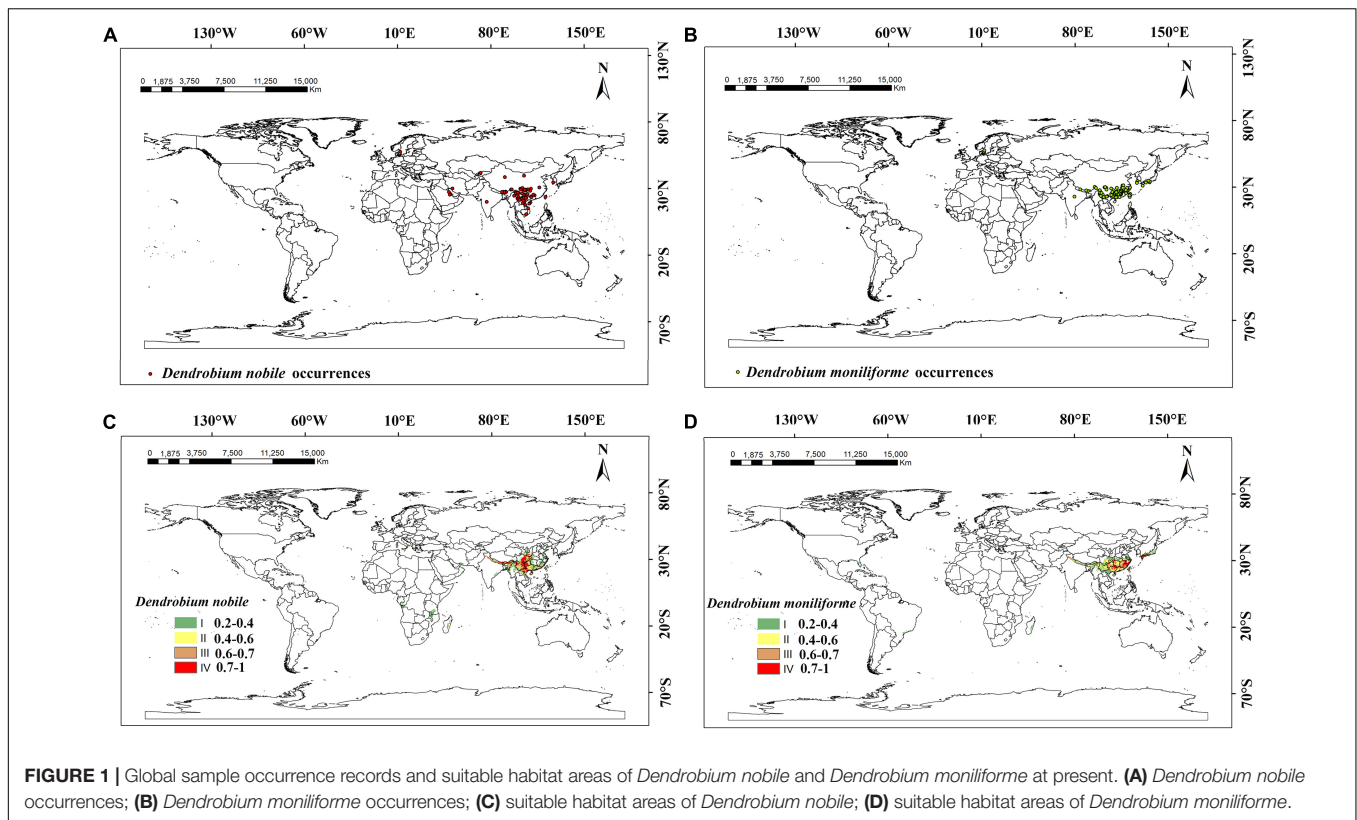 A
130°W 60°W 10°E 80°E 150°E
0 1,875 3,750 7,500 11,250 15,000
Km
N
130°N
80°N
30°N
20°S
70°S
Dendrobium nobile occurrences
B
130°W 60°W 10°E 80°E 150°E
0 1,875 3,750 7,500 11,250 15,000
Km
N
130°N
80°N
30°N
20°S
70°S
Dendrobium moniliforme occurrences
C
130°W 60°W 10°E 80°E 150°E
0 1,875 3,750 7,500 11,250 15,000
Km
N
80°N
30°N
20°S
70°S
Dendrobium nobile
I 0.2-0.4
II 0.4-0.6
III 0.6-0.7
IV 0.7-1
D
130°W 60°W 10°E 80°E 150°E
0 1,875 3,750 7,500 11,250 15,000
Km
N
80°N
30°N
20°S
70°S
Dendrobium moniliforme
I 0.2-0.4
II 0.4-0.6
III 0.6-0.7
IV 0.7-1
FIGURE 1 | Global sample occurrence records and suitable habitat areas of Dendrobium nobile and Dendrobium moniliforme at present. (A) Dendrobium nobile
occurrences; (B) Dendrobium moniliforme occurrences; (C) suitable habitat areas of Dendrobium nobile; (D) suitable habitat areas of Dendrobium moniliforme.